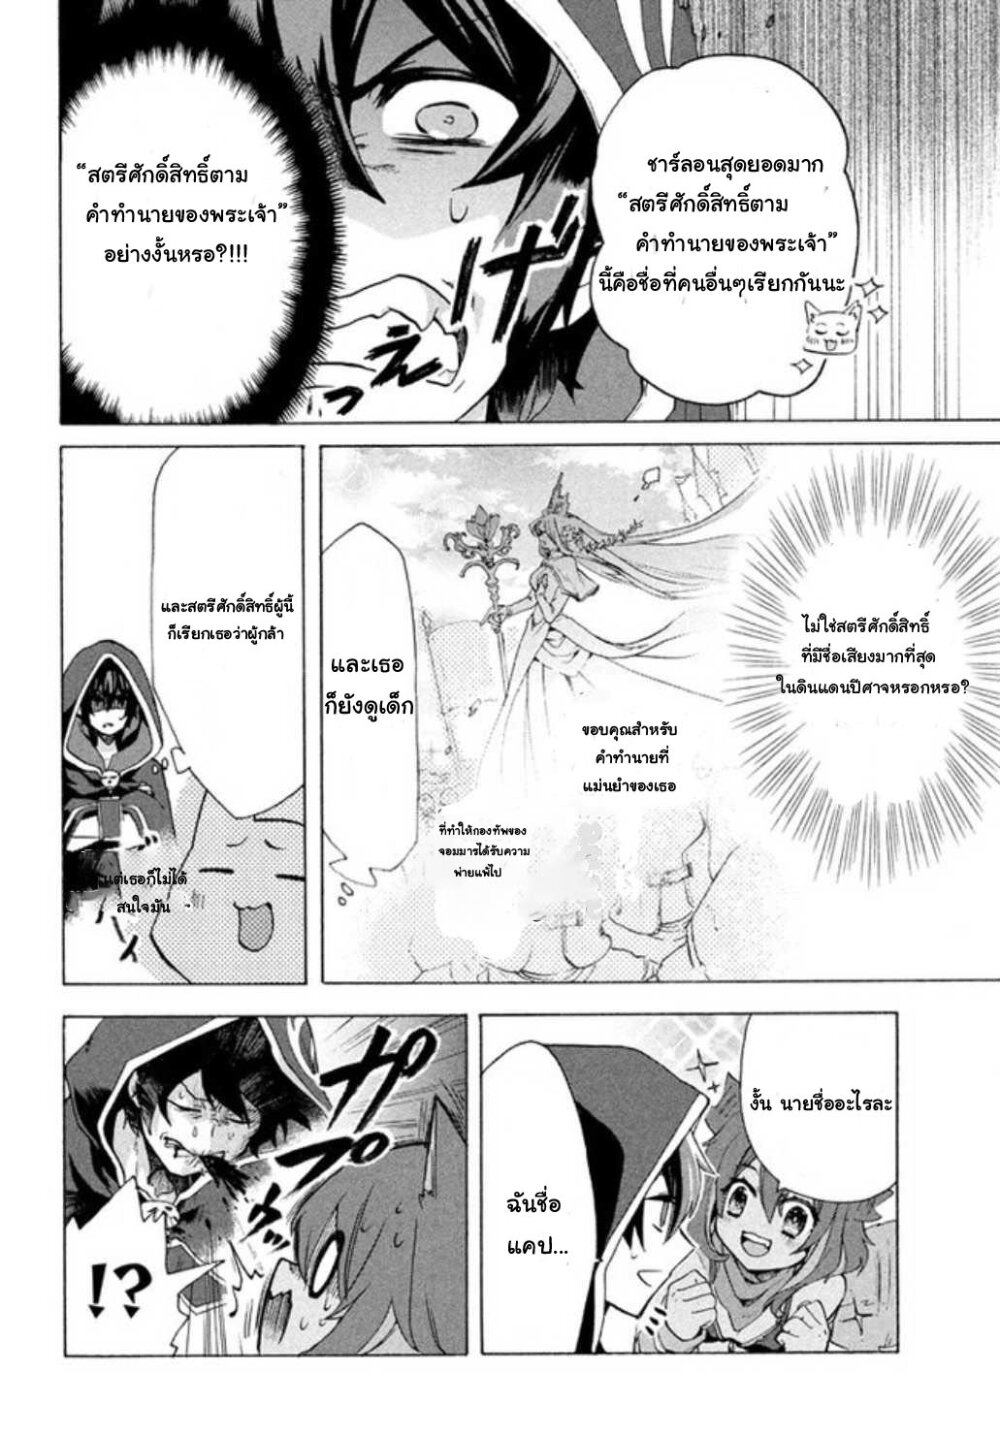 ชาร์ลอนสุดยอดมาก
“สตรีศักดิ์สิทธิ์ตาม
คำทำนายของพระเจ้า”
นี้คือชื่อที่คนอื่นๆเรียกกันนะ
“สตรีศักดิ์สิทธิ์ตาม
คำทำนายของพระเจ้า”
อย่างงั้นหรอ?!!!
げ
え
っ
ไม่ใช่สตรีศักดิ์สิทธิ์
ที่มีชื่อเสียงมากที่สุด
ในดินแดนปีศาจหรอกหรอ?
ขอบคุณสำหรับ
คำทำนายที่
แม่นยำของเธอ
ที่ทำให้กองทัพของ
จอมมารได้รับความ
พ่ายแพ้ไป
และเธอ
ก็ยังดูเด็ก
และสตรีศักดิ์สิทธิ์ผู้นี้
ก็เรียกเธอว่าผู้กล้า
แต่เธอก็ไม่ได้
สนใจมัน
งั้น นายชื่ออะไรละ
ฉันชื่อ
แคป...
ガ
フ
ッ
!?